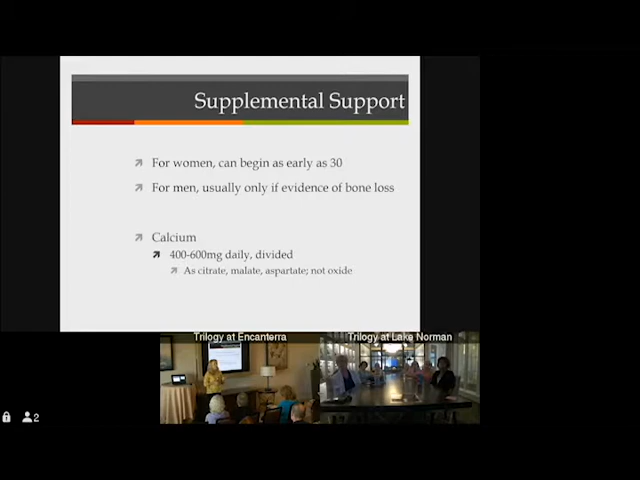 Supplemental Support
For women, can begin as early as 30
For men, usually only if evidence of bone loss
Calcium
400-600mg daily, divided
As citrate, malate, aspartate; not oxide
Trilogy at Encanterra
Trilogy at Lake Norman
2